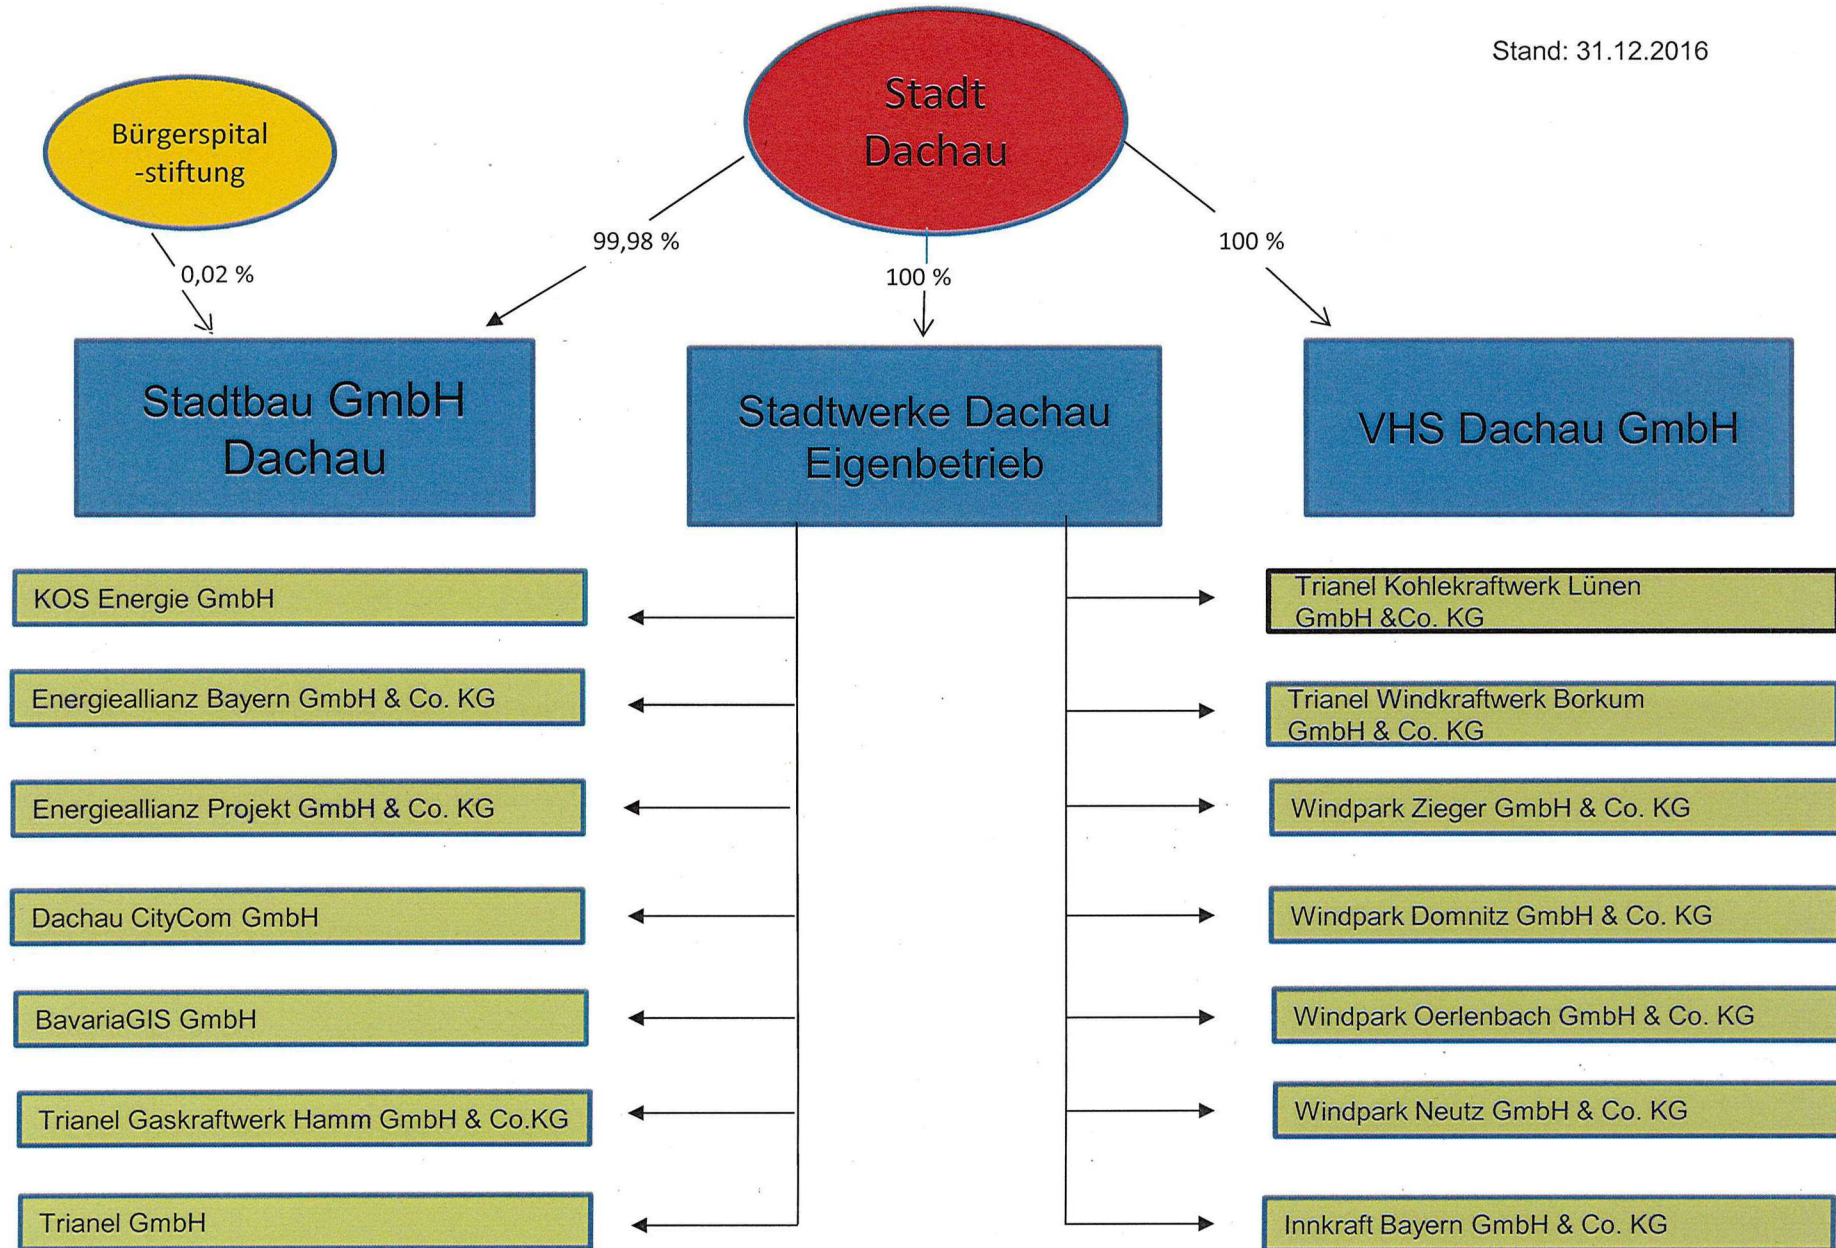 Stand: 31.12.2016
Stadt
Dachau
Bürgerspital
-stiftung
99,98 %
100 %
0,02 %
100 %
Stadtbau GmbH
Dachau
Stadtwerke Dachau
Eigenbetrieb
VHS Dachau GmbH
KOS Energie GmbH
Energieallianz Bayern GmbH & Co. KG
Energieallianz Projekt GmbH & Co. KG
Dachau CityCom GmbH
BavariaGIS GmbH
Trianel Gaskraftwerk Hamm GmbH & Co.KG
Trianel GmbH
Trianel Kohlekraftwerk Lünen
GmbH &Co. KG
Trianel Windkraftwerk Borkum
GmbH & Co. KG
Windpark Zieger GmbH & Co. KG
Windpark Domnitz GmbH & Co. KG
Windpark Oerlenbach GmbH & Co. KG
Windpark Neutz GmbH & Co. KG
Innkraft Bayern GmbH & Co. KG